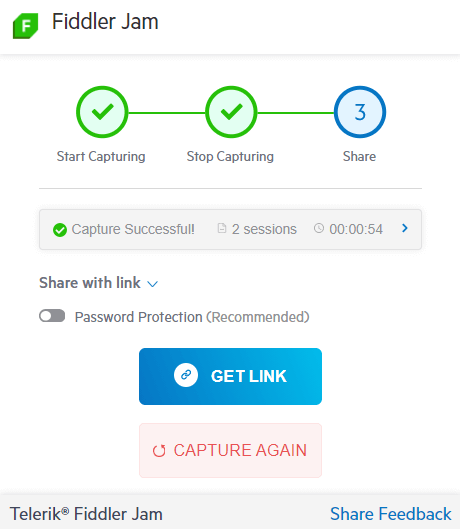 F Fiddler Jam
3
Start Capturing Stop Capturing Share
Capture Successful! 2 sessions 00:00:54
Share with link
Password Protection (Recommended)
GET LINK
CAPTURE AGAIN
Telerik® Fiddler Jam Share Feedback